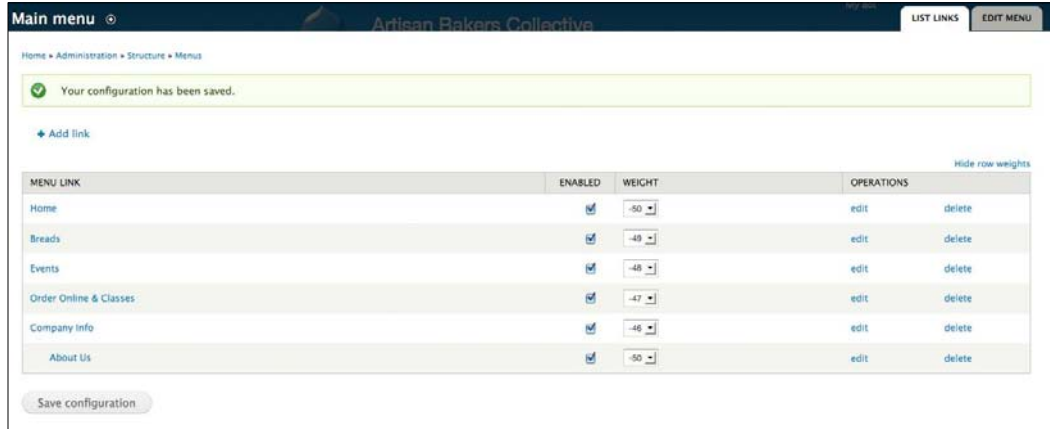 Main menu
Artisan Bakers Collective
LIST LINKS
EDIT MENU
Home » Administration » Structure » Menus
Your configuration has been saved.
Add link
Hide row weights
MENU LINK ENABLED WEIGHT OPERATIONS
Home -50 edit delete
Breads -49 edit delete
Events -48 edit delete
Order Online & Classes -47 edit delete
Company Info -46 edit delete
About Us -50 edit delete
Save configuration